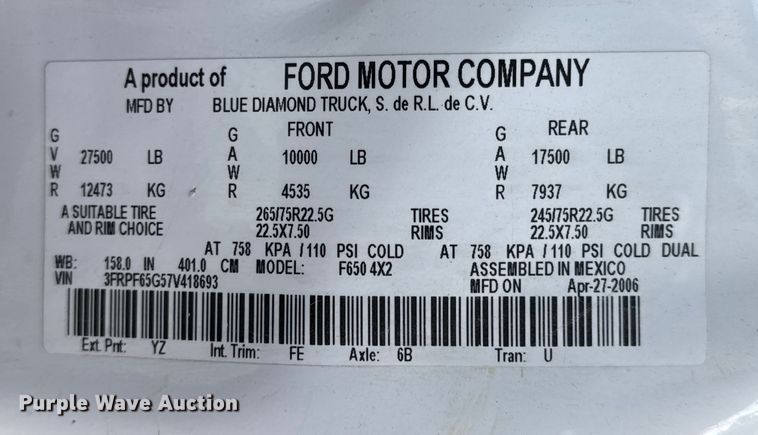 A product of FORD MOTOR COMPANY
MFD BY BLUE DIAMOND TRUCK, S. de R.L. de C.V.
G V W R 27500 LB 12473 KG
FRONT G A W R 10000 LB 4535 KG
REAR G A W R 17500 LB 7937 KG
A SUITABLE TIRE 265/75R22.5G TIRES 245/75R22.5G TIRES
AND RIM CHOICE 22.5X7.50 RIMS 22.5X7.50 RIMS
AT 758 KPA /110 PSI COLD AT 758 KPA /110 PSI COLD DUAL
WB: 158.0 IN 401.0 CM MODEL: F650 4X2 ASSEMBLED IN MEXICO
VIN 3FRPF65G57V418693 MFD ON Apr-27-2006
Ext. Pnt: YZ Int. Trim: FE Axle: 6B Tran: U
Purple Wave Auction